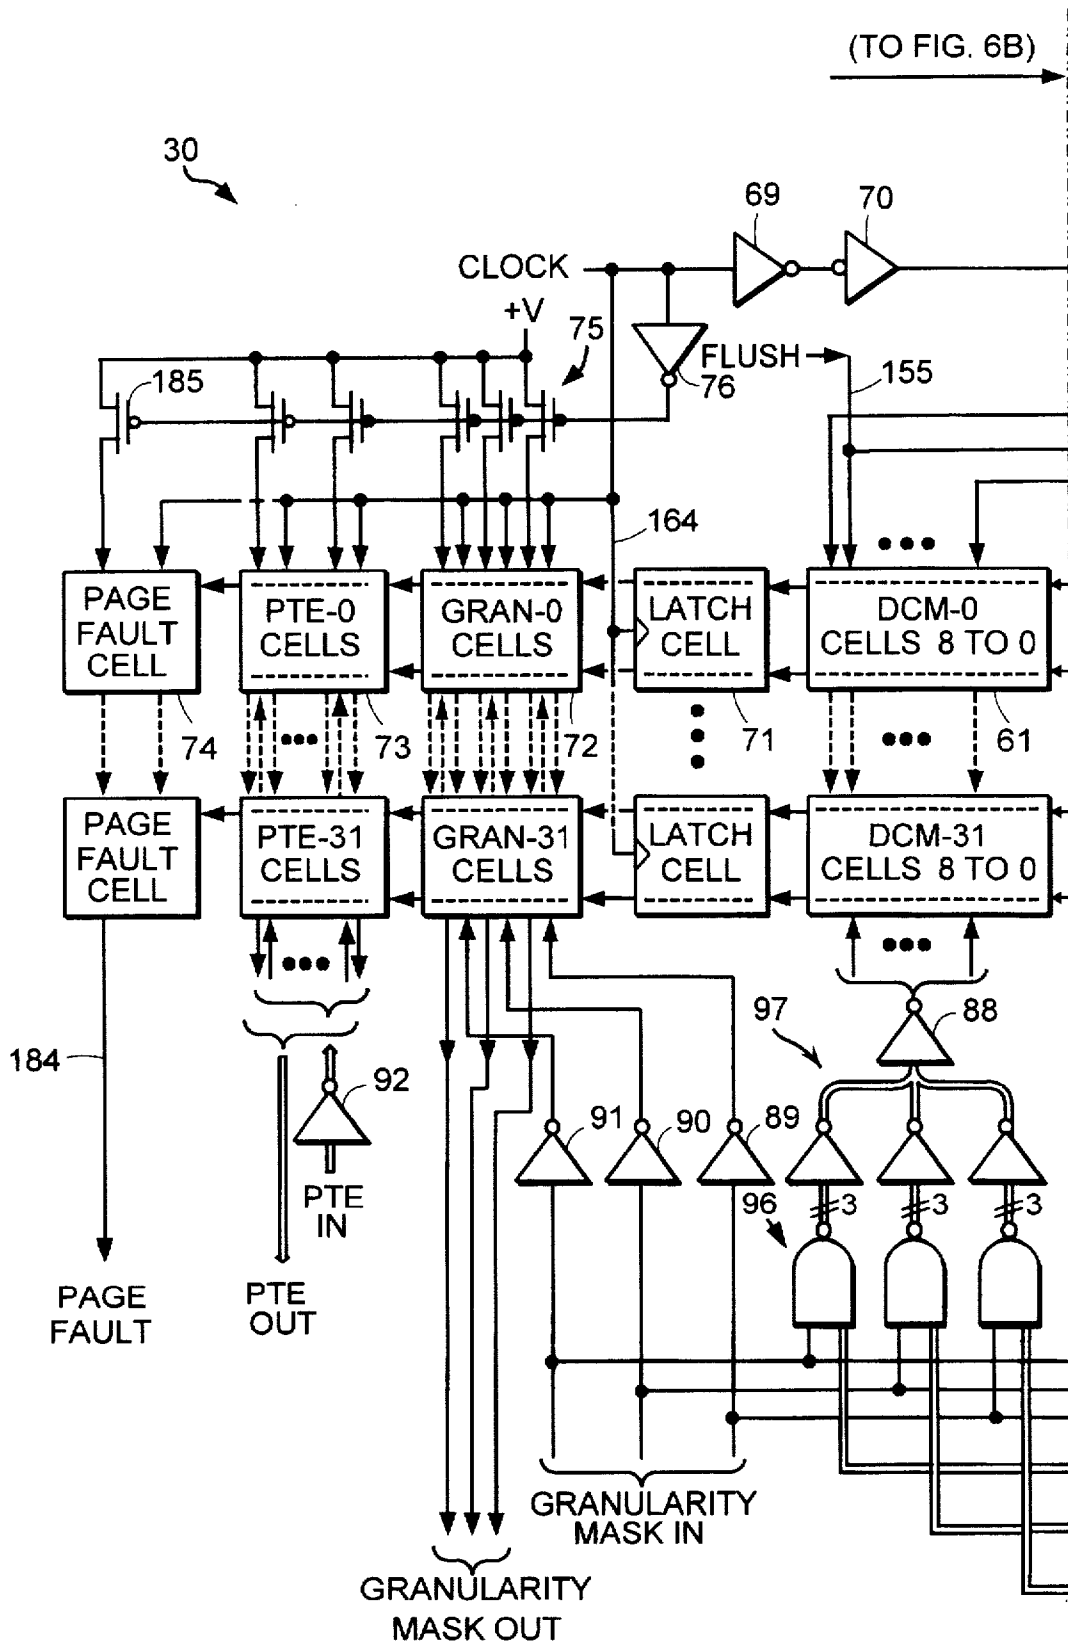 (TO FIG. 6B)
30
69
70
CLOCK
+V
75
FLUSH
76
155
185
164
PAGE
FAULT
CELL
PTE-0
CELLS
GRAN-0
CELLS
LATCH
CELL
DCM-0
CELLS 8 TO 0
74
73
72
71
61
PAGE
FAULT
CELL
PTE-31
CELLS
GRAN-31
CELLS
LATCH
CELL
DCM-31
CELLS 8 TO 0
97
88
184
92
91
90
89
PTE
IN
96
3
3
3
PAGE
FAULT
PTE
OUT
GRANULARITY
MASK IN
GRANULARITY
MASK OUT